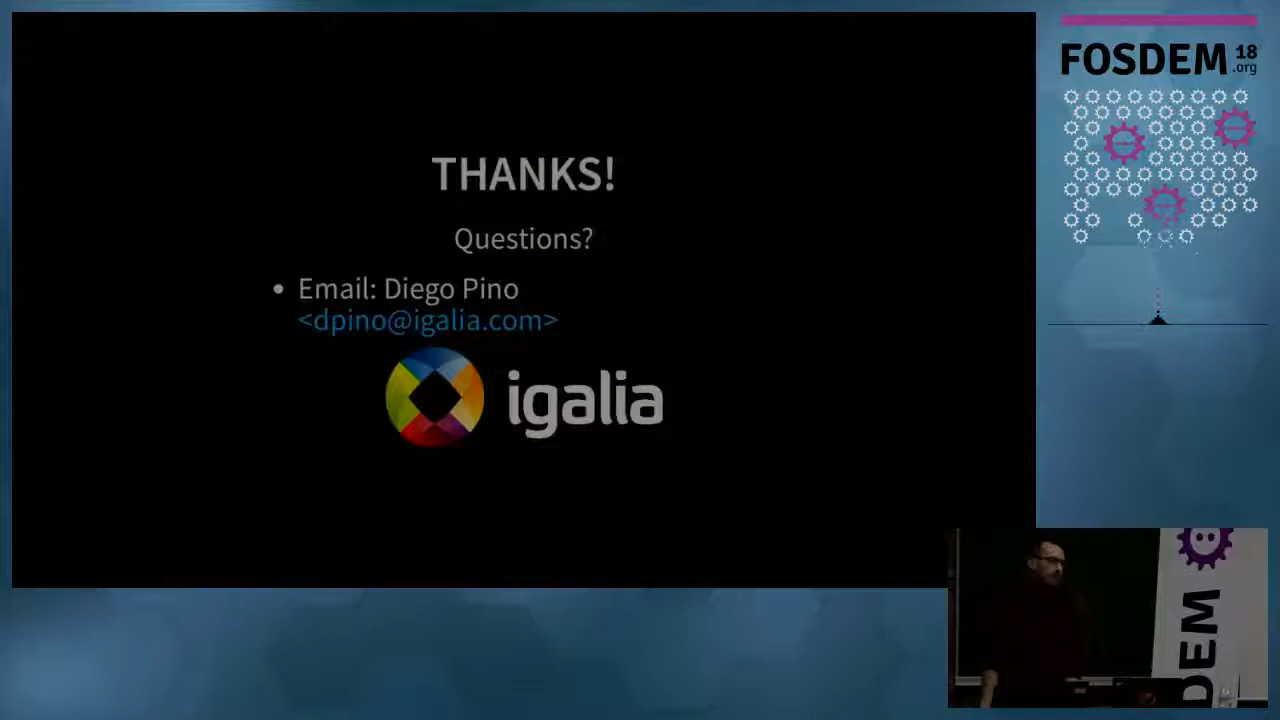 THANKS!
Questions?
• Email: Diego Pino
<dpino@igalia.com>
igalia
FOSDEM 18
.org
DEM